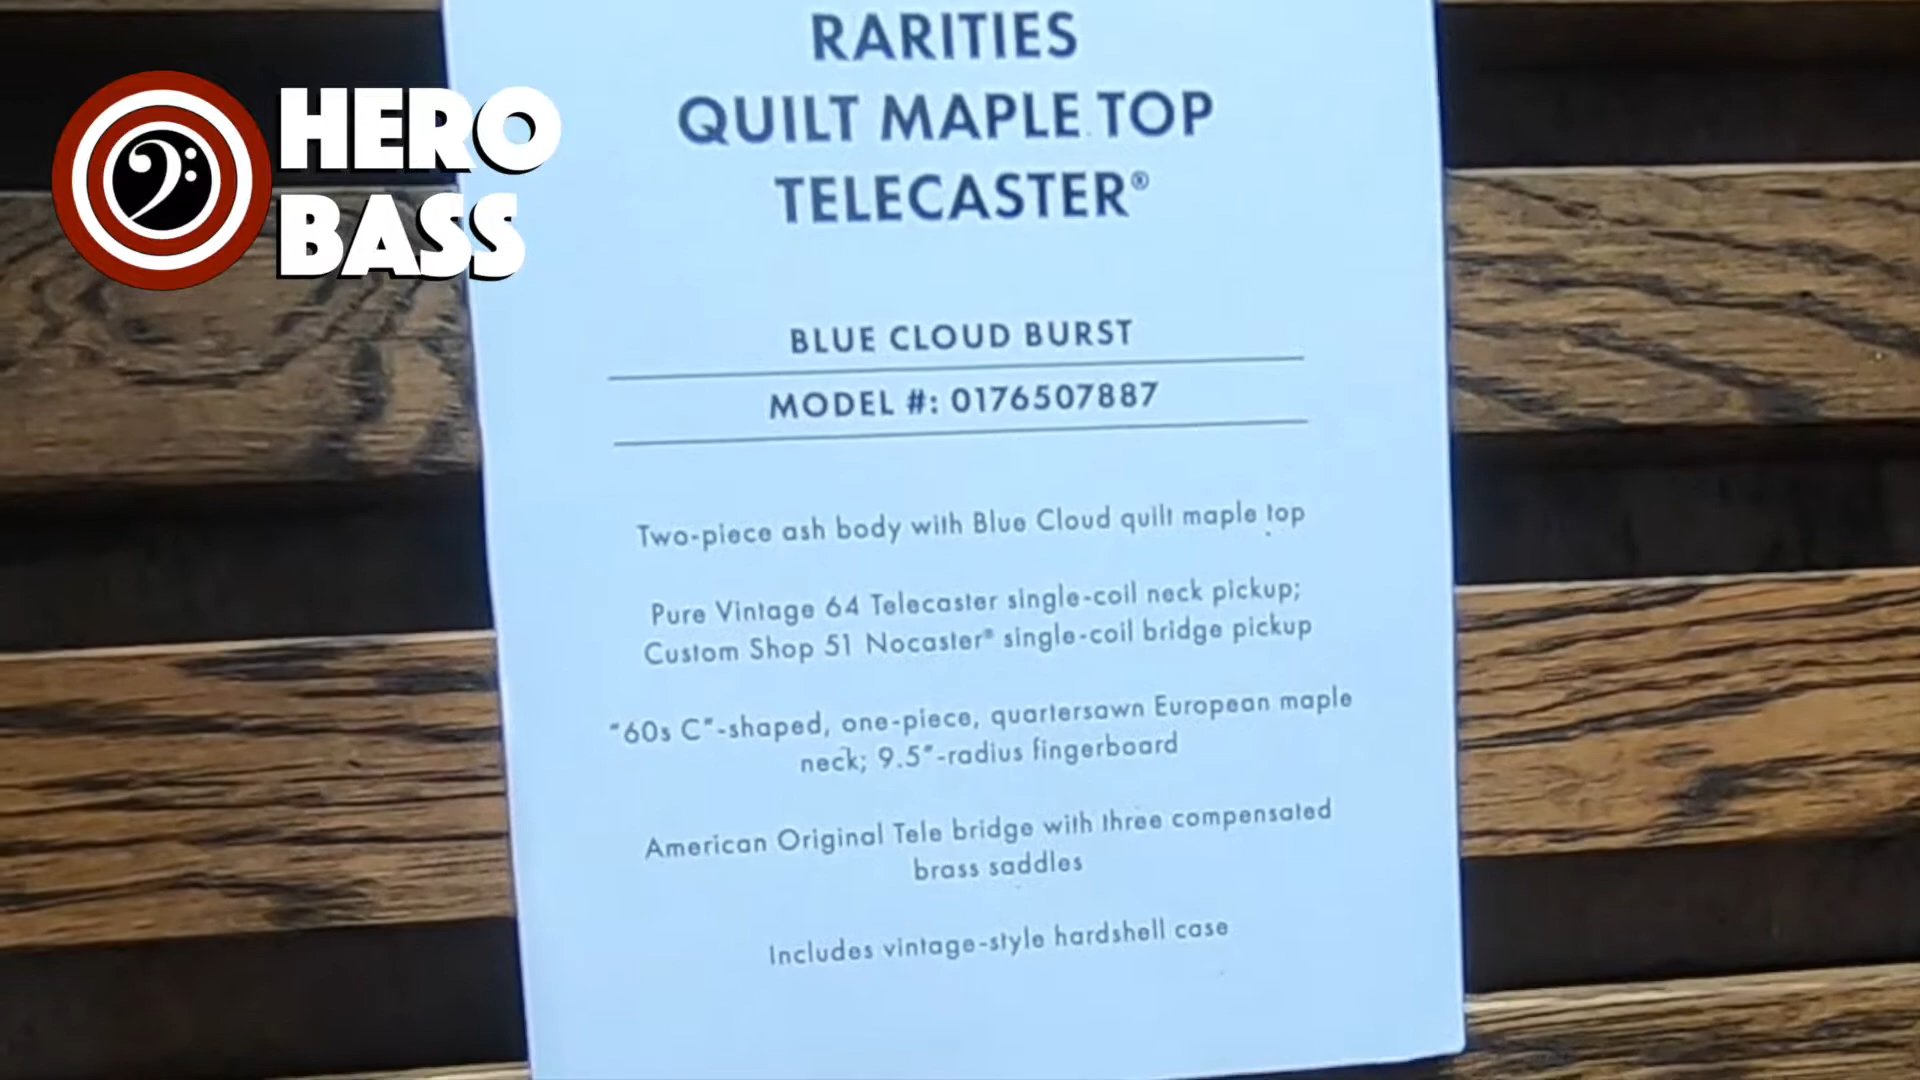 HERO
BASS
RARITIES
QUILT MAPLE TOP
TELECASTER®
BLUE CLOUD BURST
MODEL #: 0176507887
Two-piece ash body with Blue Cloud quilt maple top
Pure Vintage 64 Telecaster single-coil neck pickup;
Custom Shop 51 Nocaster® single-coil bridge pickup
"60s C"-shaped, one-piece, quartersawn European maple
neck; 9.5"-radius fingerboard
American Original Tele bridge with three compensated
brass saddles
Includes vintage-style hardshell case